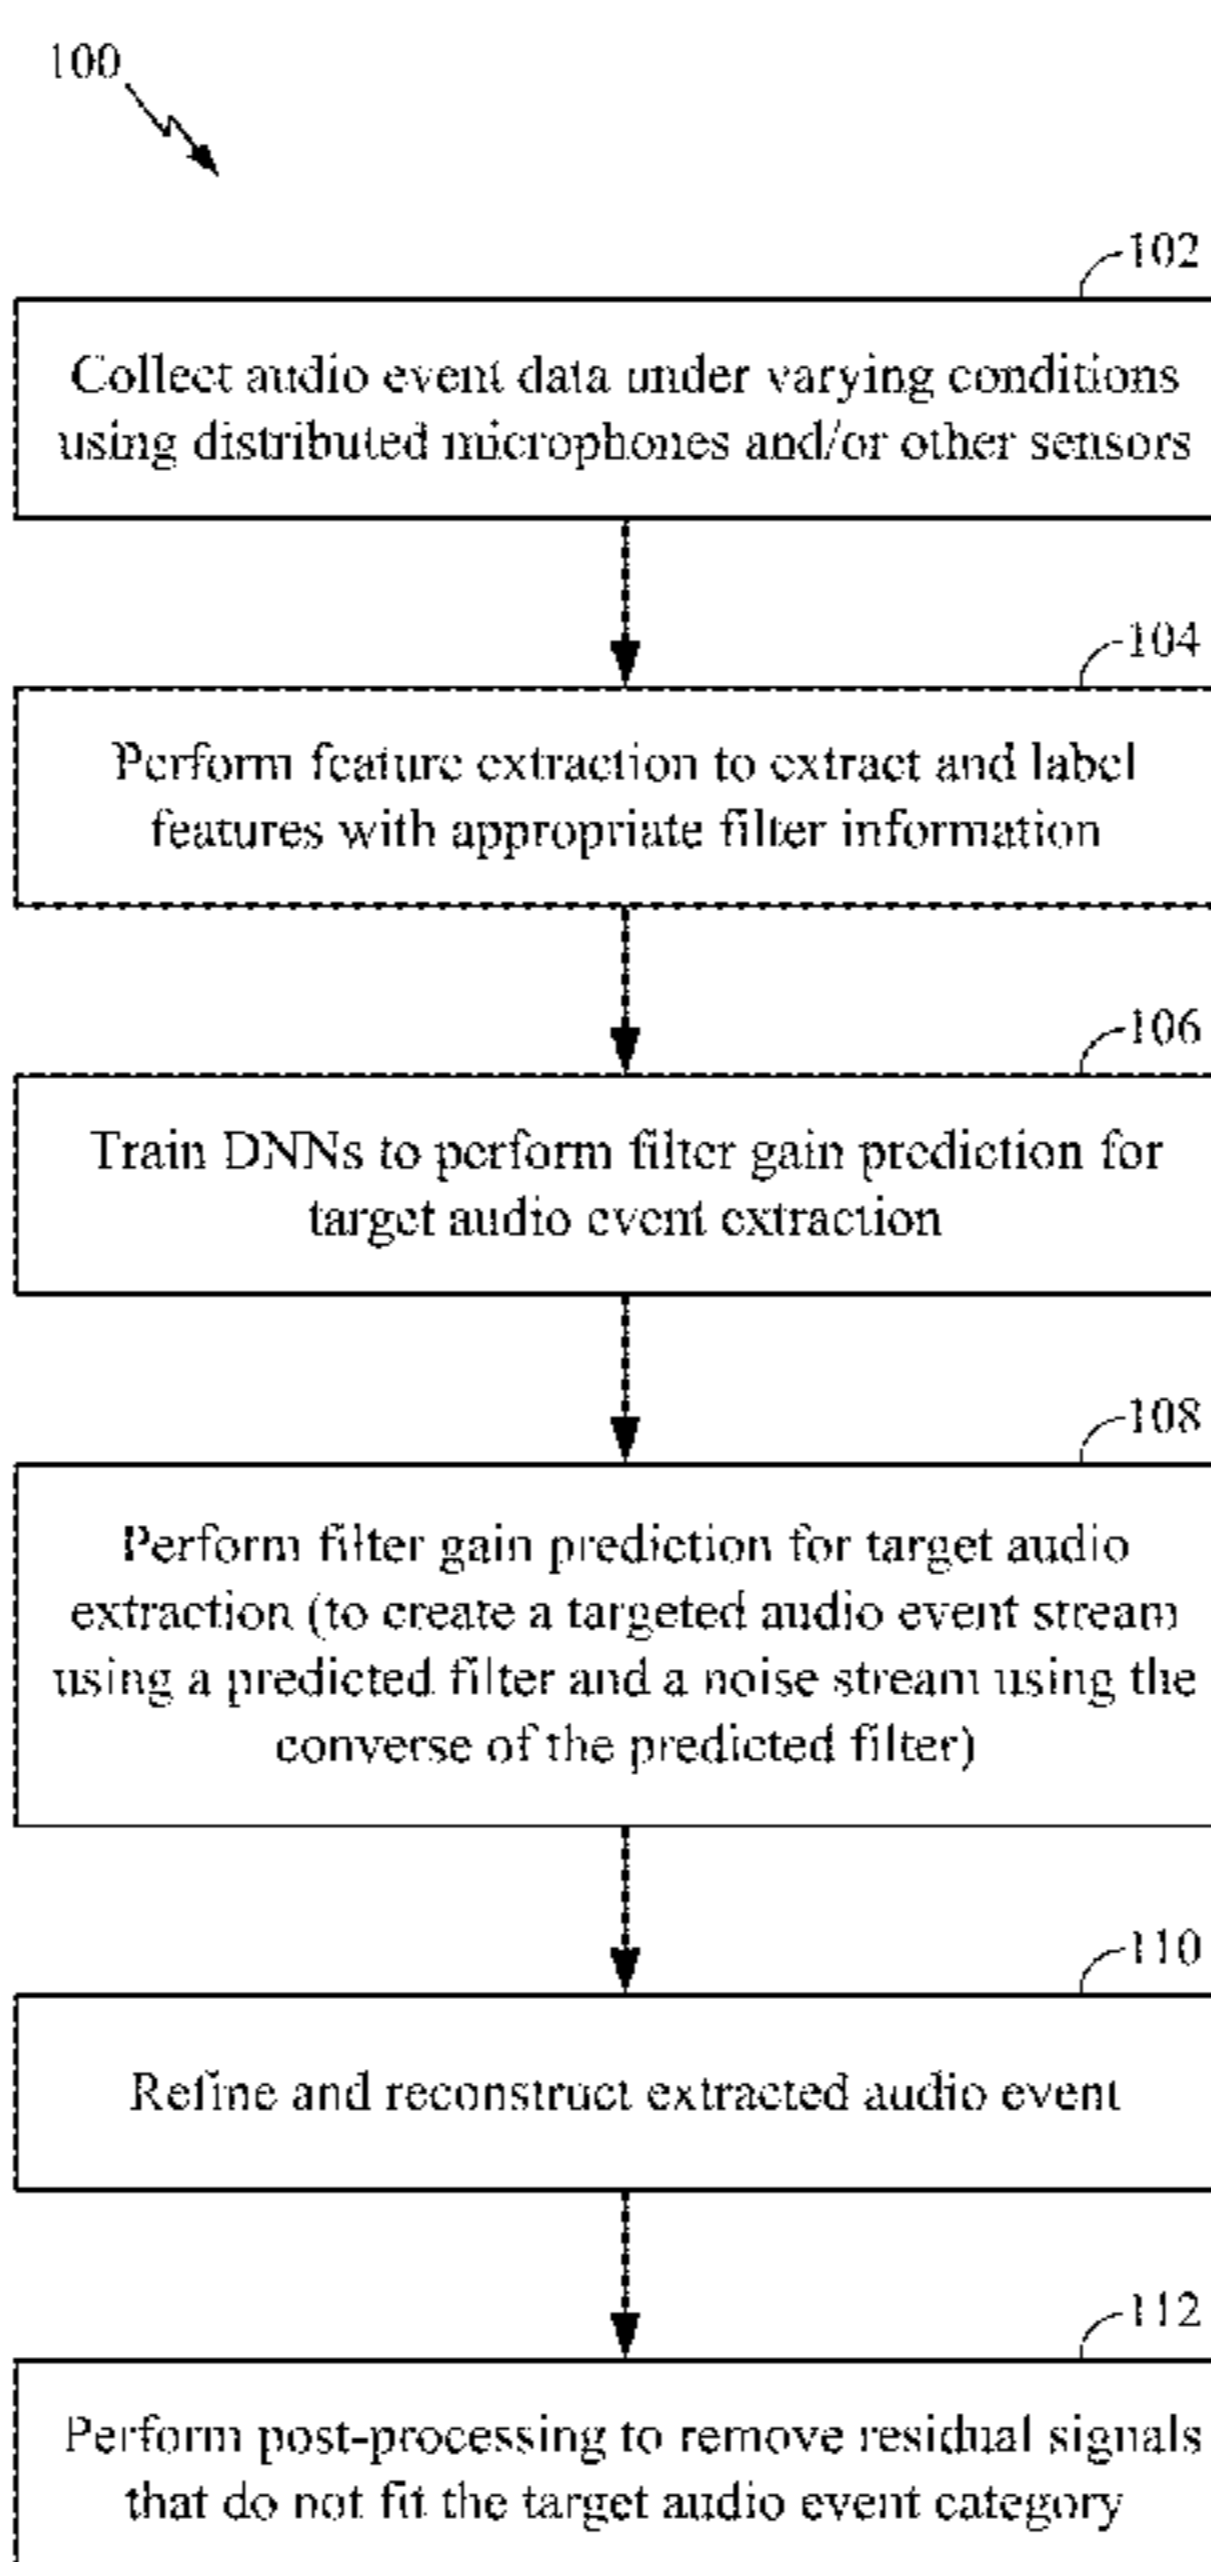 100
102
Collect audio event data under varying conditions
using distributed microphones and/or other sensors
104
Perform feature extraction to extract and label
features with appropriate filter information
106
Train DNNs to perform filter gain prediction for
target audio event extraction
108
Perform filter gain prediction for target audio
extraction (to create a targeted audio event stream
using a predicted filter and a noise stream using the
converse of the predicted filter)
110
Refine and reconstruct extracted audio event
112
Perform post-processing to remove residual signals
that do not fit the target audio event category